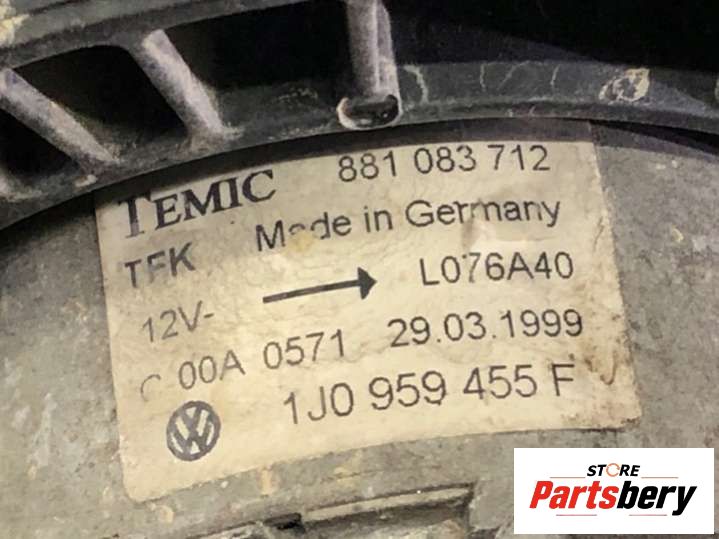 TEMIC 881 083 712
Made in Germany
TFK
L076A40
12V-
00A 0571 29.03.1999
1J0 959 455 F
STORE
Partsbery